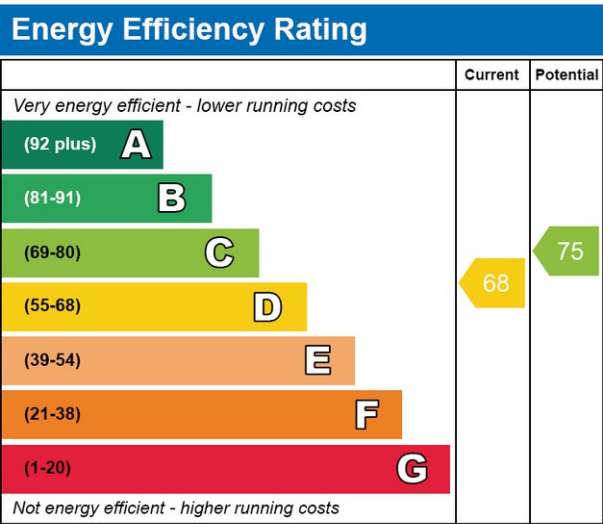 Energy Efficiency Rating
Current Potential
Very energy efficient - lower running costs
(92 plus) A
(81-91) B
(69-80) C
75
(55-68) D
68
(39-54) E
(21-38) F
(1-20) G
Not energy efficient - higher running costs